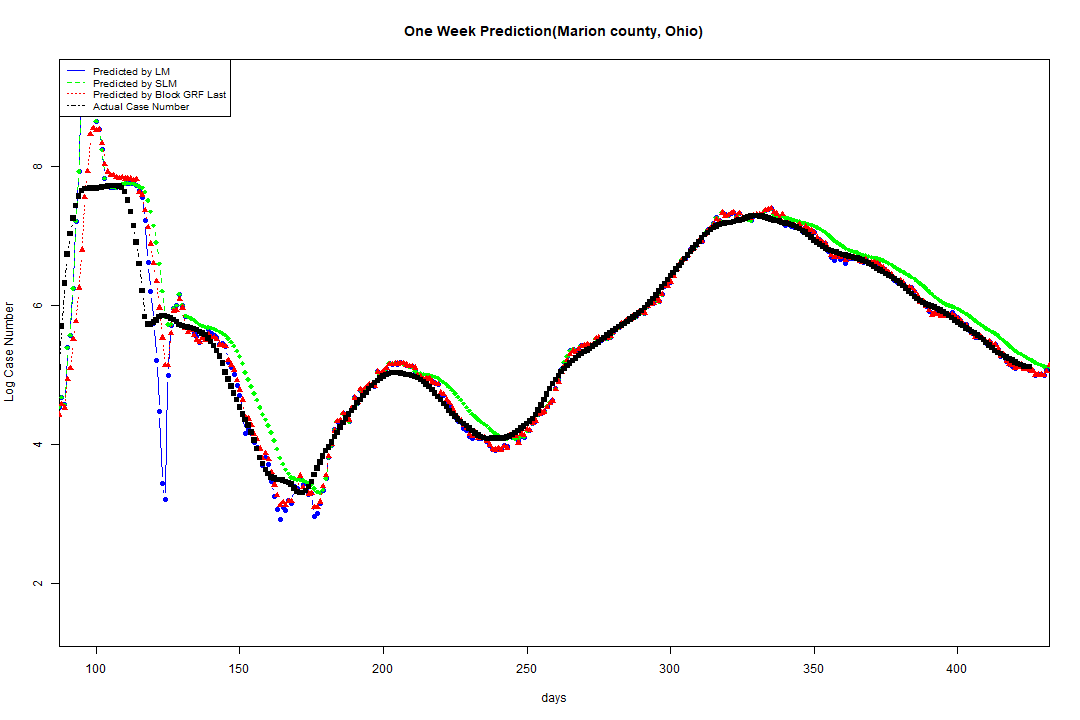 One Week Prediction(Marion county, Ohio)
Predicted by LM
Predicted by SLM
Predicted by Block GRF Last
Actual Case Number
8
6
4
2
Log Case Number
100 150 200 250 300 350 400
days